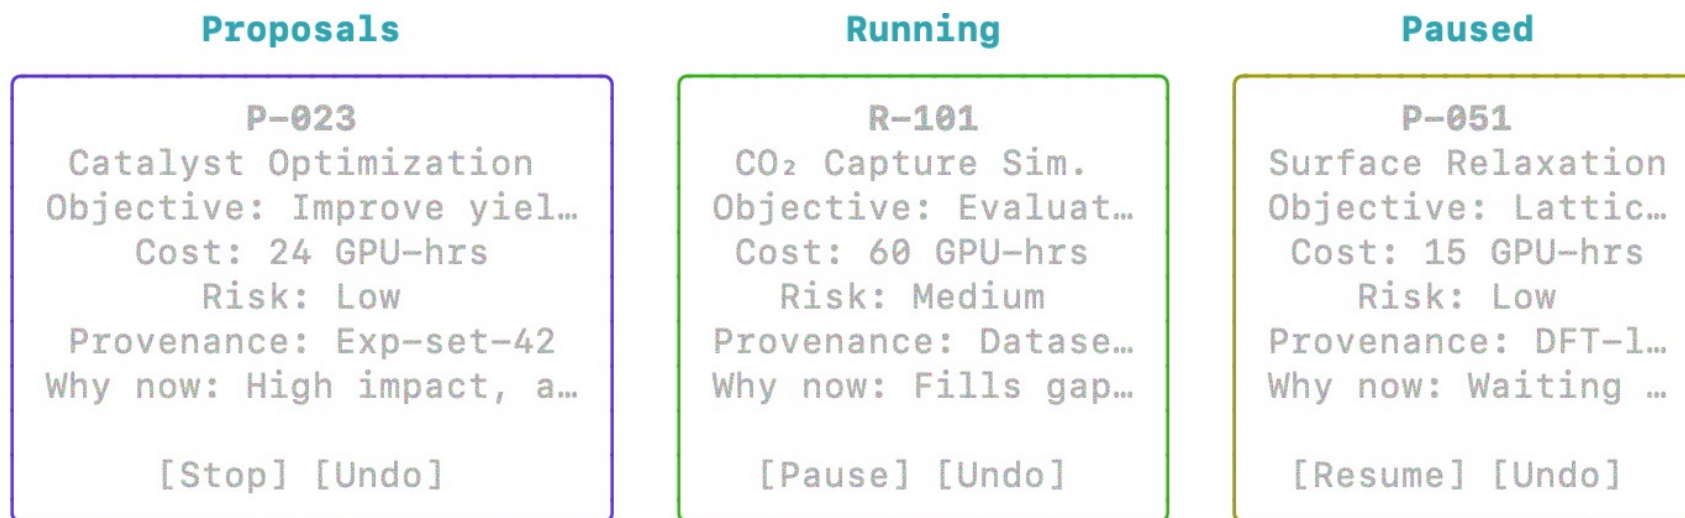 Proposals
P-023
Catalyst Optimization
Objective: Improve yiel…
Cost: 24 GPU-hrs
Risk: Low
Provenance: Exp-set-42
Why now: High impact, a…
[Stop] [Undo]
Running
R-101
CO₂ Capture Sim.
Objective: Evaluat…
Cost: 60 GPU-hrs
Risk: Medium
Provenance: Datase…
Why now: Fills gap…
[Pause] [Undo]
Paused
P-051
Surface Relaxation
Objective: Lattic…
Cost: 15 GPU-hrs
Risk: Low
Provenance: DFT-l…
Why now: Waiting …
[Resume] [Undo]